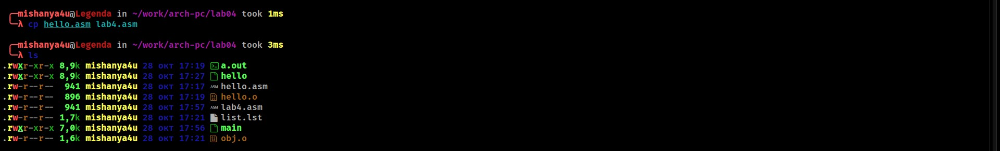 mishanya4u@Legenda in ~/work/arch-pc/lab04 took 1ms
λ cp hello.asm lab4.asm
mishanya4u@Legenda in ~/work/arch-pc/lab04 took 3ms
λ ls
.rwxr-xr-x 8,9k mishanya4u 28 окт 17:19 a.out
.rwxr-xr-x 8,9k mishanya4u 28 окт 17:27 hello
.rw-r--r-- 941 mishanya4u 28 окт 17:17 ASM hello.asm
.rw-r--r-- 896 mishanya4u 28 окт 17:19 hello.o
.rw-r--r-- 941 mishanya4u 28 окт 17:57 ASM lab4.asm
.rw-r--r-- 1,7k mishanya4u 28 окт 17:21 list.lst
.rwxr-xr-x 7,0k mishanya4u 28 окт 17:56 main
.rw-r--r-- 1,6k mishanya4u 28 окт 17:21 obj.o